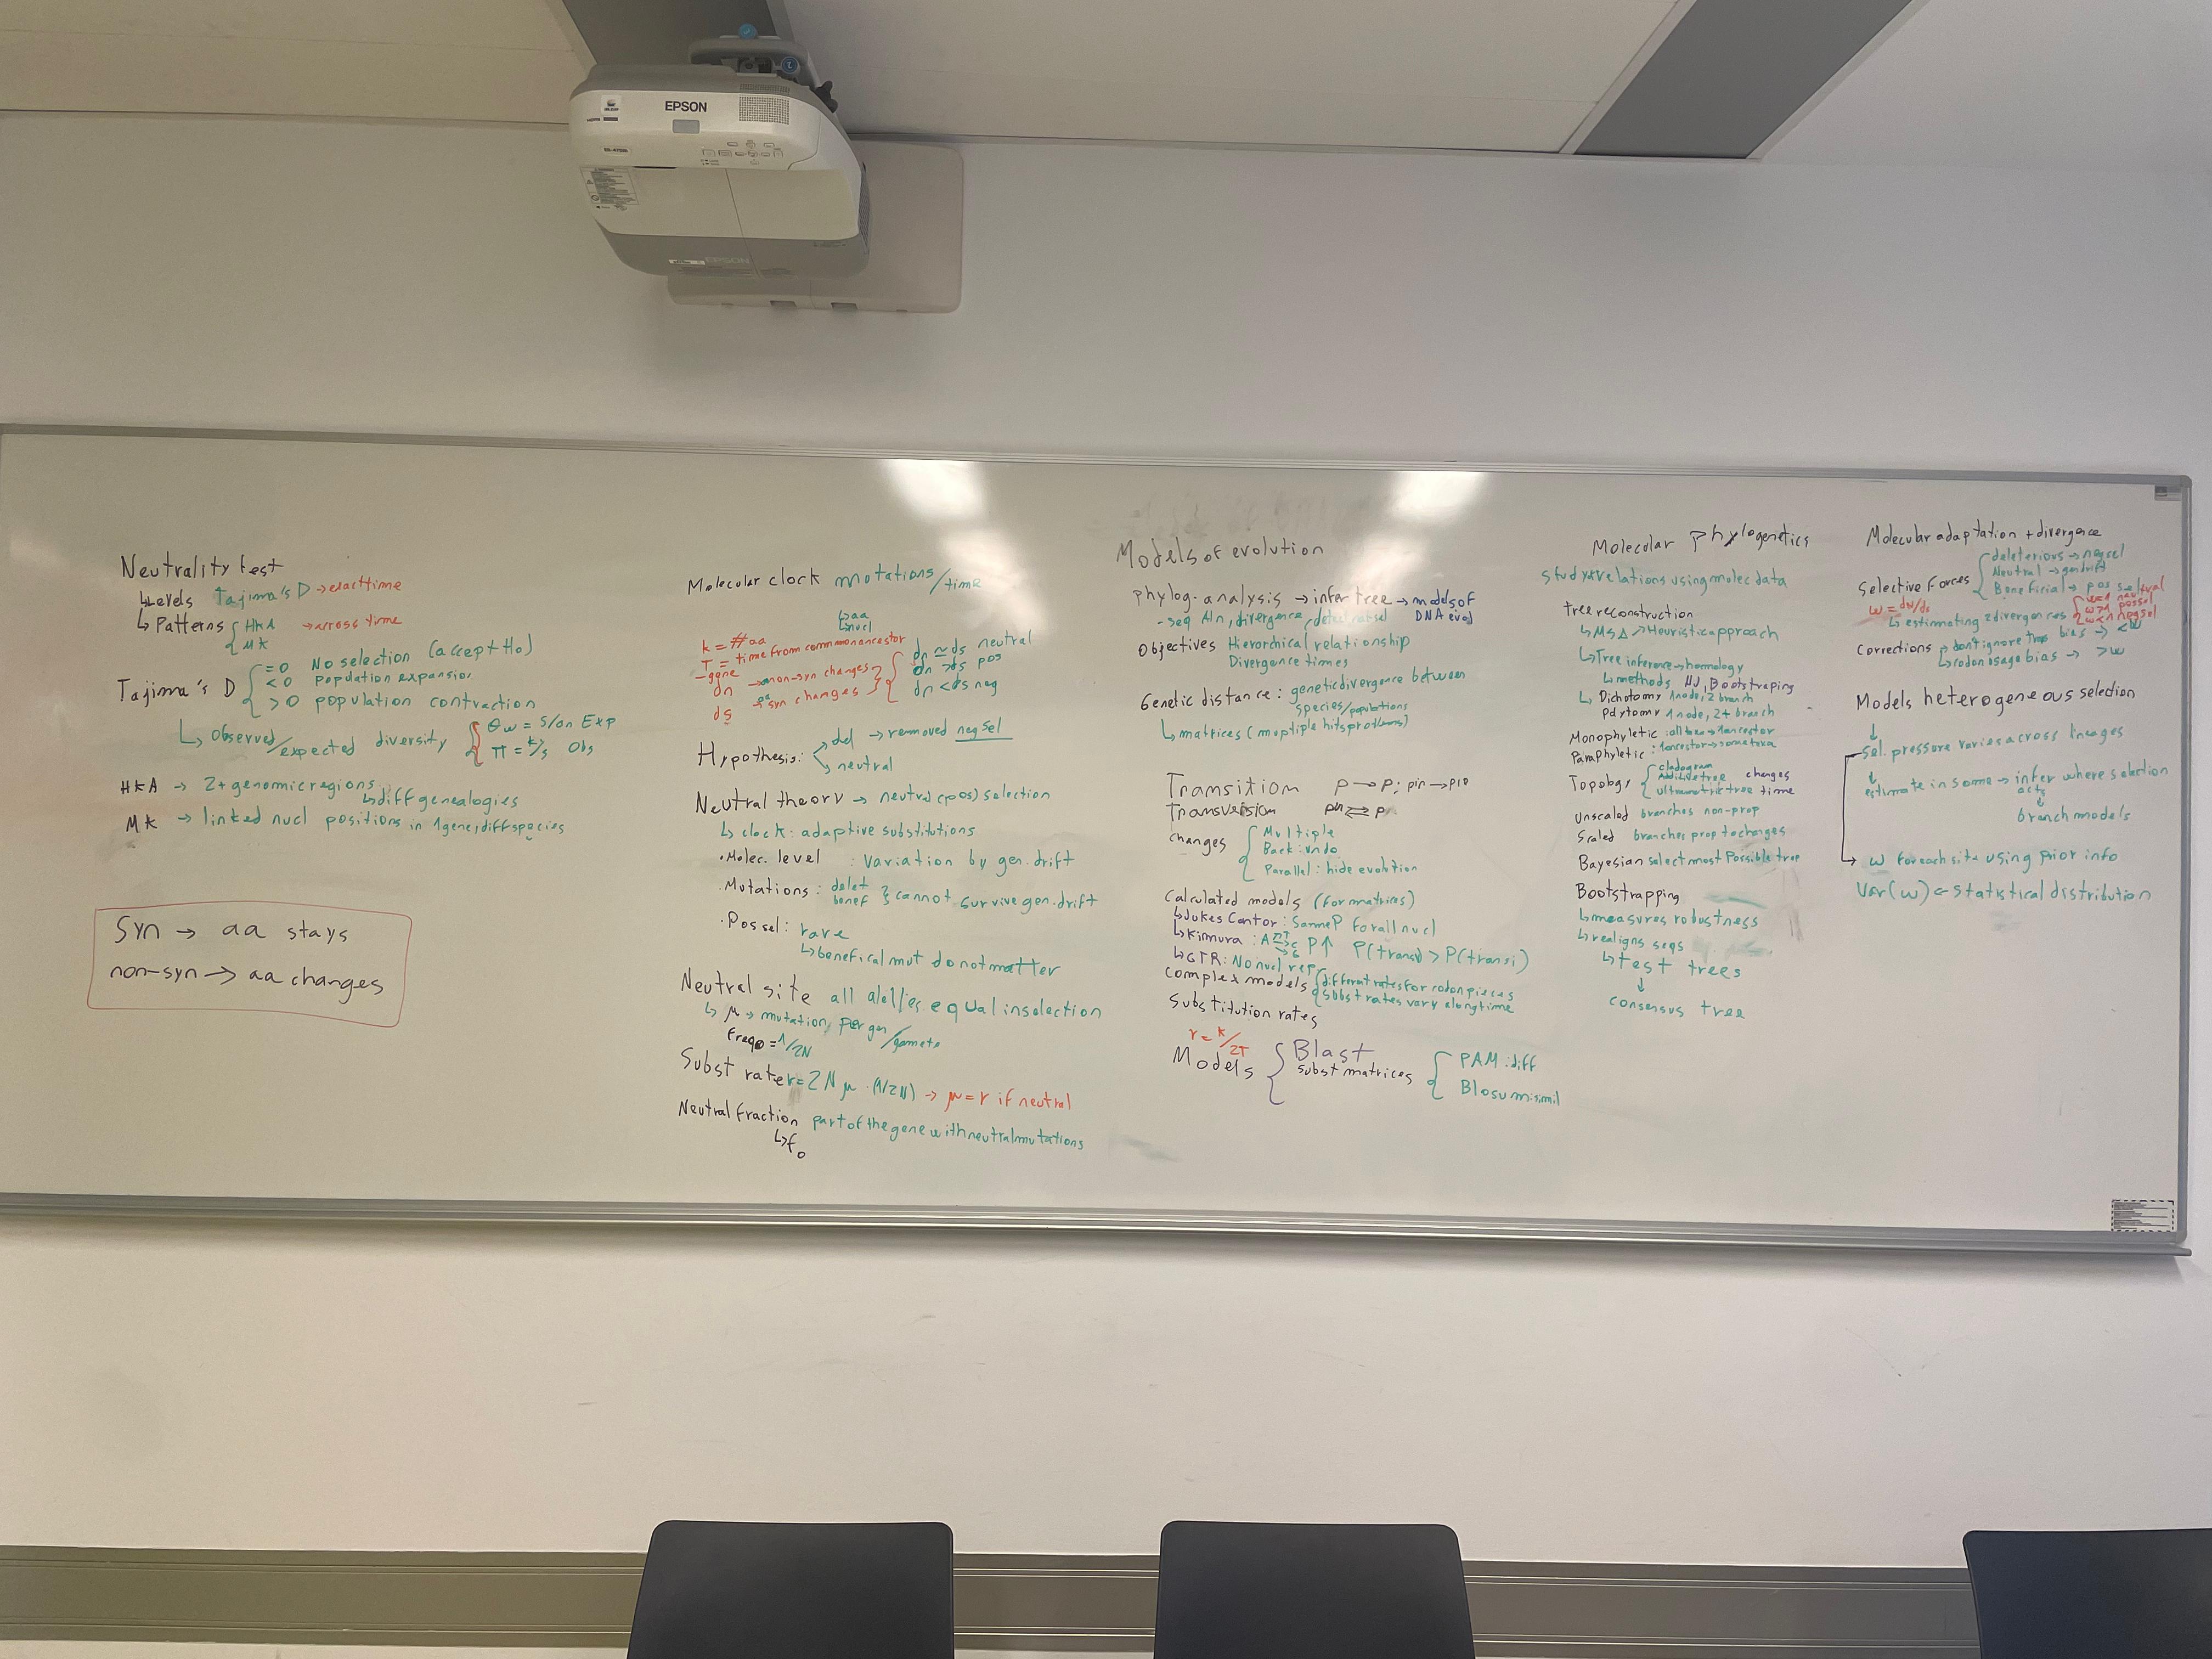 EPSON
EPSON
Neutrality test
↳Levels Tajima's D → exact time
↳ Patterns { HKA → across time
MK
Tajima's D { =0 No selection (accept H0)
<0 Population expansion
>0 population contraction
↳ Observed/expected diversity { θw = S/an Exp
π = k/s Obs
HKA → 2+ genomic regions
↳ diff genealogies
MK → linked nucl positions in 1 gene, diff species
Syn → aa stays
non-syn → aa changes
Molecular clock mutations/time
↳ aa
↳ nucl
k = # aa
T = time from common ancestor
-gene
dn → non-syn changes
ds syn changes
dn ≃ ds neutral
dn > ds pos
dn < ds neg
Hypothesis: del → removed neg sel
neutral
Neutral theory → neutral (pos) selection
↳ clock: adaptive substitutions
• Molec. level : Variation by gen. drift
• Mutations : delet
benef } cannot survive gen. drift
• Pos sel : rare
↳ benefical mut do not matter
Neutral site all alelles equal in selection
↳ μ → mutation per gen/gamete
Freq0 = 1/2N
Subst rate r = 2Nμ · (1/2N) → μ = r if neutral
Neutral fraction part of the gene with neutral mutations
↳ f0
Models of evolution
phylog. analysis → infer tree → models of
DNA evol
- seq Aln, divergence,
Objectives Hierarchical relationship
Divergence times
Genetic distance : genetic divergence between
species/populations
↳ matrices (moptiple hits problems)
Transition P → P; pir → pir
Transversion
changes { Multiple
Back: undo
Parallel : hide evolution
Calculated models (for matrices)
↳ Jukes Cantor : Same P for all nucl
↳ Kimura : P↑ P(transv) > P(transi)
↳ GTR: No nucl rep
Complex models { different rates for codon pieces
subst rates vary along time
Substitution rates
r = k/2T
Models { Blast
Subst matrices { PAM : diff
Blosum: simil
Molecular phylogenetics
study relations using molec data
tree reconstruction
↳ MSA → Heuristic approach
↳ Tree inference → homology
↳ methods NJ, Bootstraping
↳ Dichotomy 1 node, 2 branch
Polytomy 1 node, 2+ branch
Monophyletic : all taxa → 1 ancestor
Paraphyletic : 1 ancestor → some taxa
Topology { cladogram
Additive tree changes
ultrametric tree time
Unscaled branches non-prop
Scaled branches prop to changes
Bayesian select most Possible tree
Bootstrapping
↳ measures robustness
↳ realigns seqs
↳ test trees
↓
consensus tree
Molecular adaptation + divergence
Selective Forces { deleterious → neg sel
Neutral → gen drift
Beneficial → pos sel
ω = dn/ds
↳ estimating 2 divergences { ω=1 neutral
ω>1 pos sel
ω<1 neg sel
Corrections → don't ignore bias → <ω
↳ codon usage bias → >ω
Models heterogeneous selection
↓
sel. pressure varies across lineages
↓
estimate in some → infer where selection
acts
↓
branch models
→ ω for each site using prior info
Var(ω) ← Statistical distribution